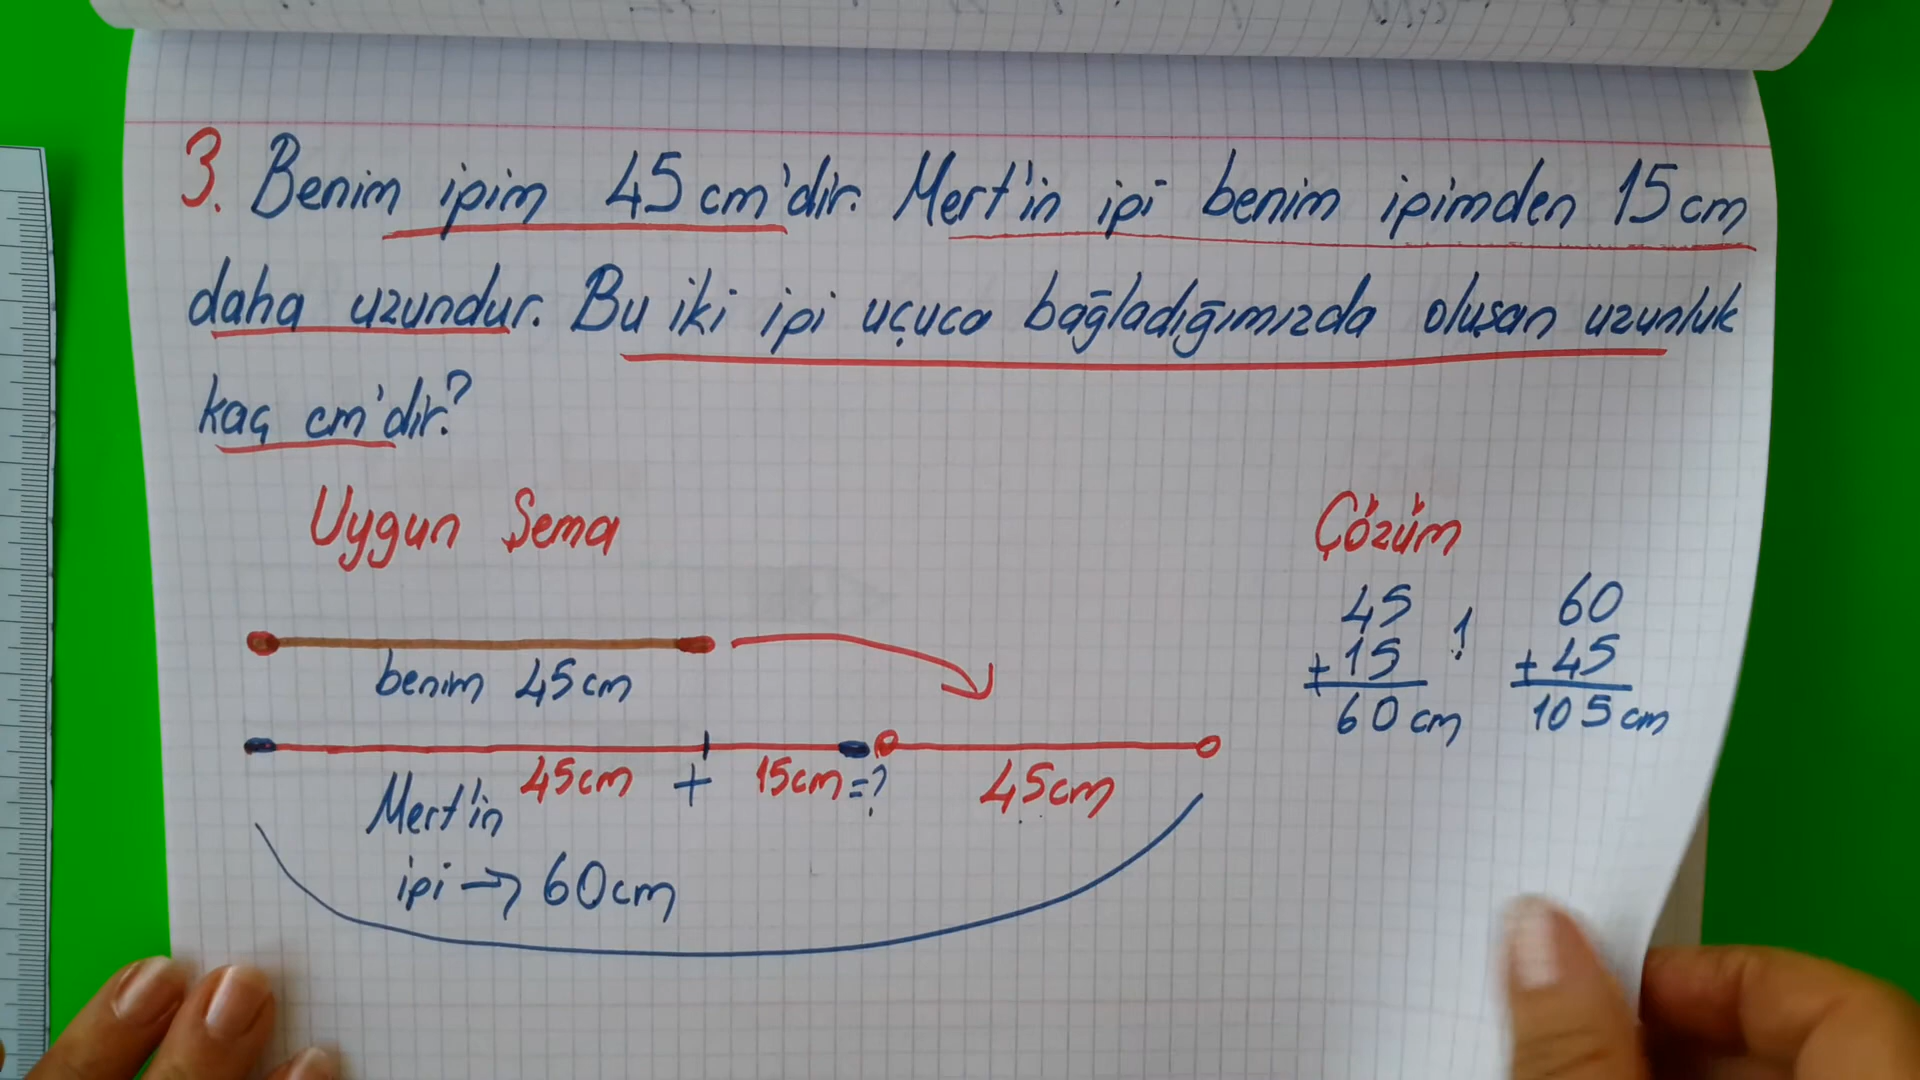 3. Benim ipim 45 cm'dir. Mert'in ipi benim ipimden 15 cm
daha uzundur. Bu iki ipi uçuca bağladığımızda oluşan uzunluk
kaç cm'dir?
Uygun Şema
benim 45 cm
45cm + 15cm =? 45cm
Mert'in
ipi → 60cm
Çözüm
45 60
+ 15 + 45
60 cm 105 cm